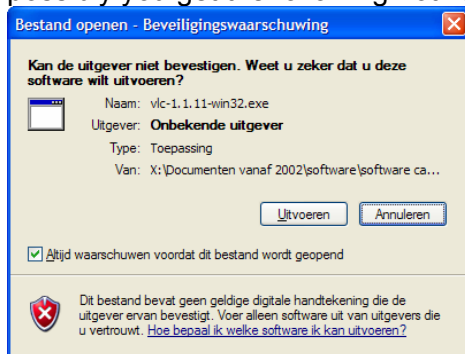 Bestand openen - Beveiligingswaarschuwing
Kan de uitgever niet bevestigen. Weet u zeker dat u deze
software wilt uitvoeren?
Naam: vlc-1.1.11-win32.exe
Uitgever: Onbekende uitgever
Type: Toepassing
Van: X:\Documenten vanaf 2002\software\software ca...
Uitvoeren Annuleren
Altijd waarschuwen voordat dit bestand wordt geopend
Dit bestand bevat geen geldige digitale handtekening die de
uitgever ervan bevestigt. Voer alleen software uit van uitgevers die
u vertrouwt. Hoe bepaal ik welke software ik kan uitvoeren?